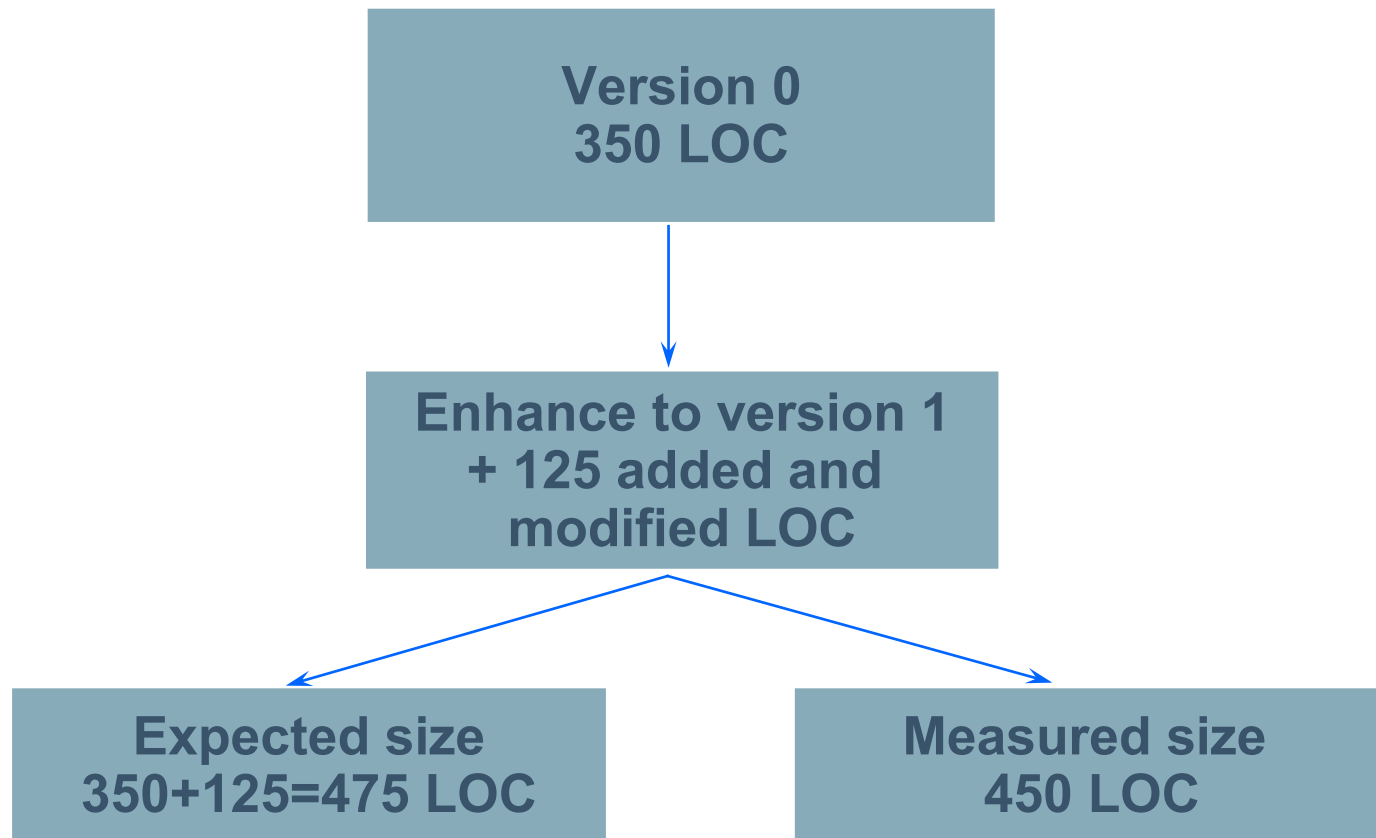 Version 0
350 LOC
Enhance to version 1
+ 125 added and
modified LOC
Expected size
350+125=475 LOC
Measured size
450 LOC